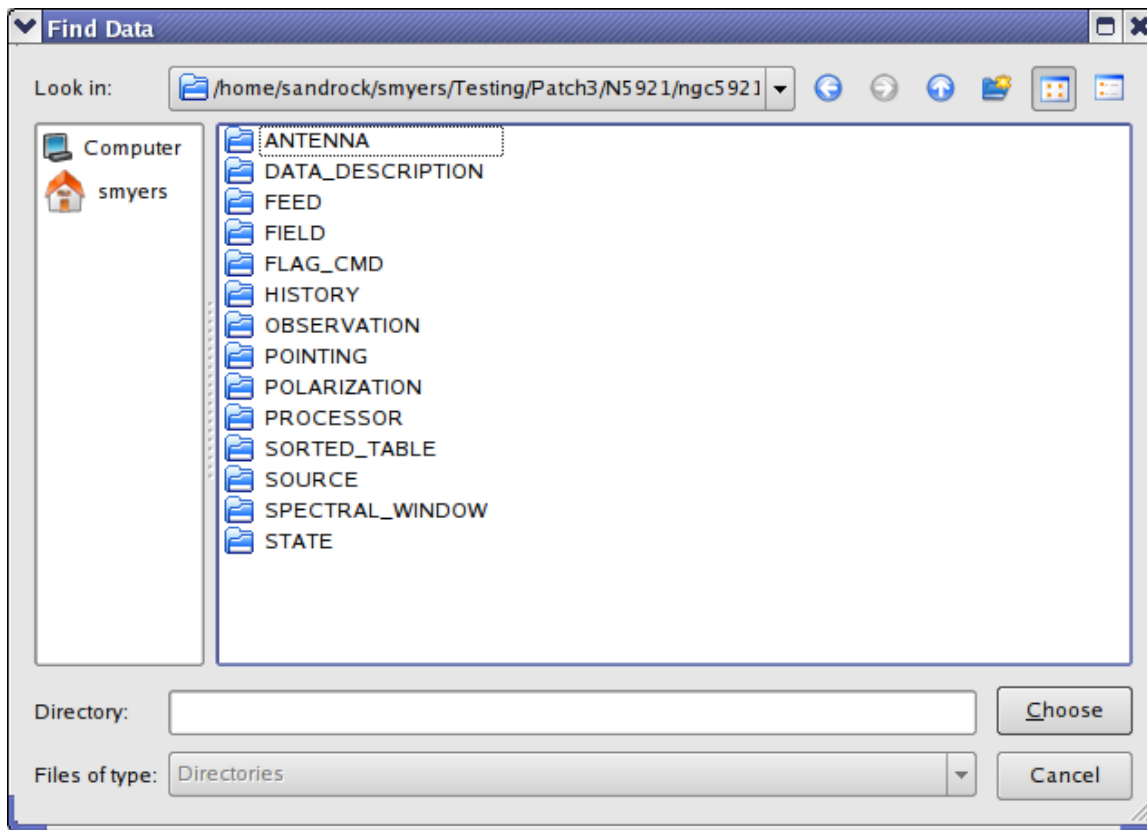 Find Data
Look in: /home/sandrock/smyers/Testing/Patch3/N5921/ngc5921
Computer
smyers
ANTENNA
DATA_DESCRIPTION
FEED
FIELD
FLAG_CMD
HISTORY
OBSERVATION
POINTING
POLARIZATION
PROCESSOR
SORTED_TABLE
SOURCE
SPECTRAL_WINDOW
STATE
Directory: Choose
Files of type: Directories Cancel